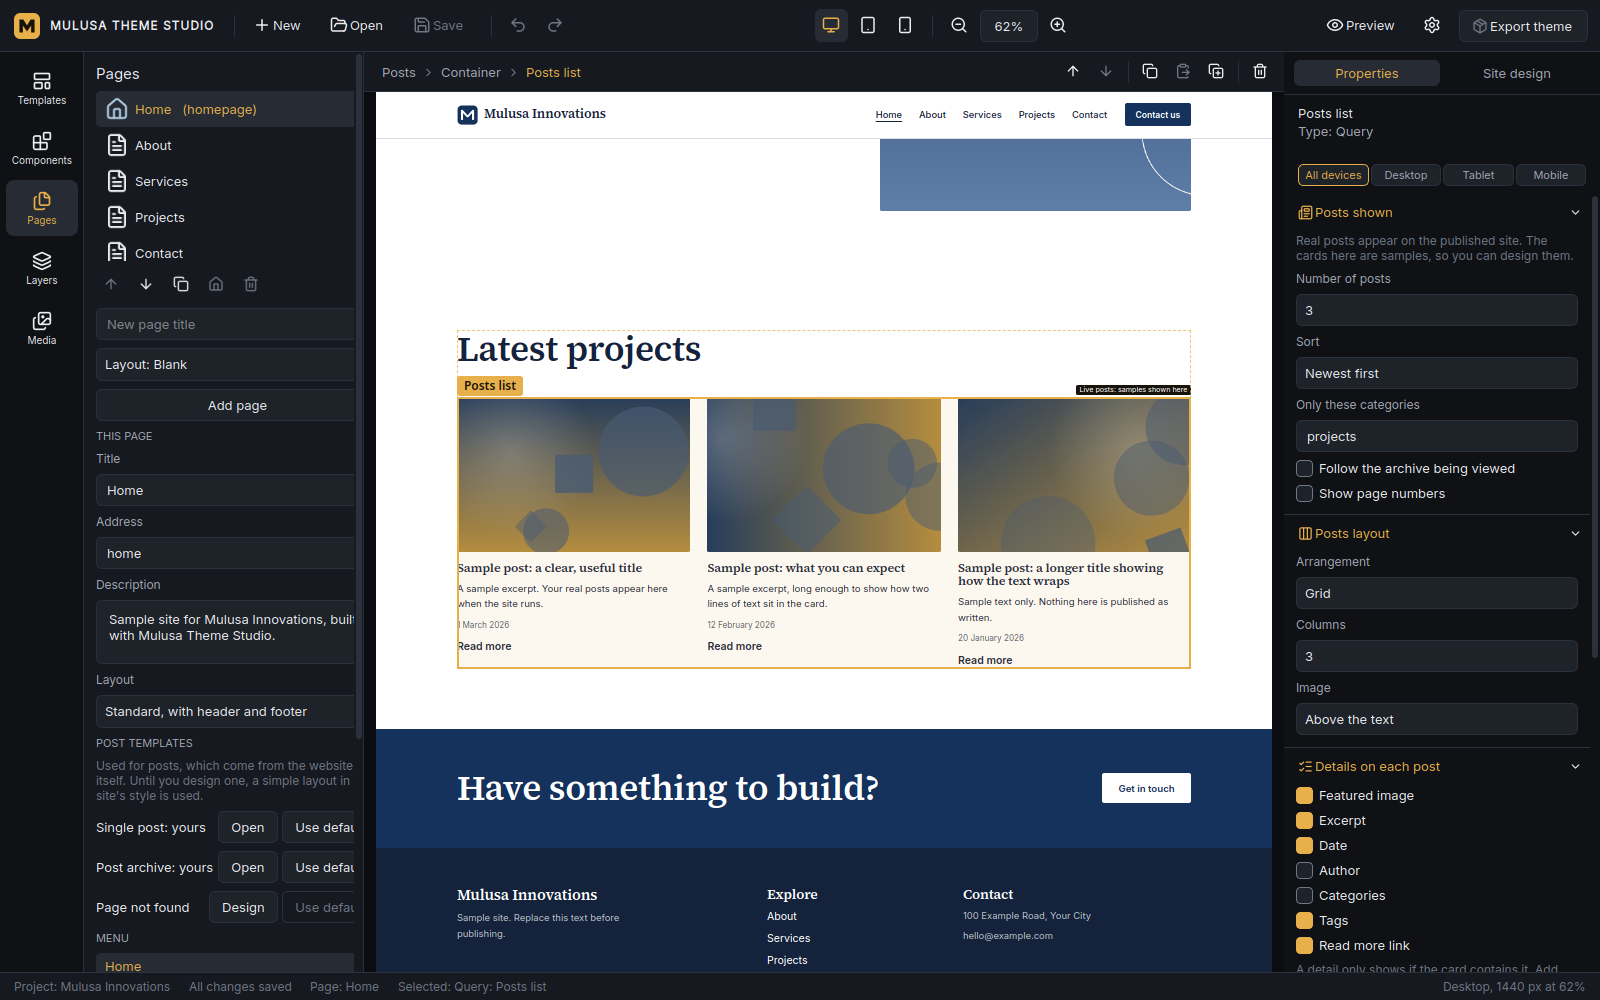 MULUSA THEME STUDIO
New
Open
Save
62%
Preview
Export theme
Templates
Components
Pages
Layers
Media
Pages
Home (homepage)
About
Services
Projects
Contact
New page title
Layout: Blank
Add page
THIS PAGE
Title
Home
Address
home
Description
Sample site for Mulusa Innovations, built
with Mulusa Theme Studio.
Layout
Standard, with header and footer
POST TEMPLATES
Used for posts, which come from the website
itself. Until you design one, a simple layout in
site's style is used.
Single post: yours Open Use defau
Post archive: yours Open Use defau
Page not found Design Use defau
MENU
Home
Posts > Container > Posts list
Mulusa Innovations
Home About Services Projects Contact Contact us
Latest projects
Posts list
Live posts: samples shown here
Sample post: a clear, useful title
A sample excerpt. Your real posts appear here
when the site runs.
1 March 2026
Read more
Sample post: what you can expect
A sample excerpt, long enough to show how two
lines of text sit in the card.
12 February 2026
Read more
Sample post: a longer title showing
how the text wraps
Sample text only. Nothing here is published as
written.
20 January 2026
Read more
Have something to build?
Get in touch
Mulusa Innovations
Sample site. Replace this text before
publishing.
Explore
About
Services
Projects
Contact
100 Example Road, Your City
hello@example.com
Properties
Site design
Posts list
Type: Query
All devices Desktop Tablet Mobile
Posts shown
Real posts appear on the published site. The
cards here are samples, so you can design them.
Number of posts
3
Sort
Newest first
Only these categories
projects
Follow the archive being viewed
Show page numbers
Posts layout
Arrangement
Grid
Columns
3
Image
Above the text
Details on each post
Featured image
Excerpt
Date
Author
Categories
Tags
Read more link
A detail only shows if the card contains it. Add
Project: Mulusa Innovations All changes saved Page: Home Selected: Query: Posts list
Desktop, 1440 px at 62%